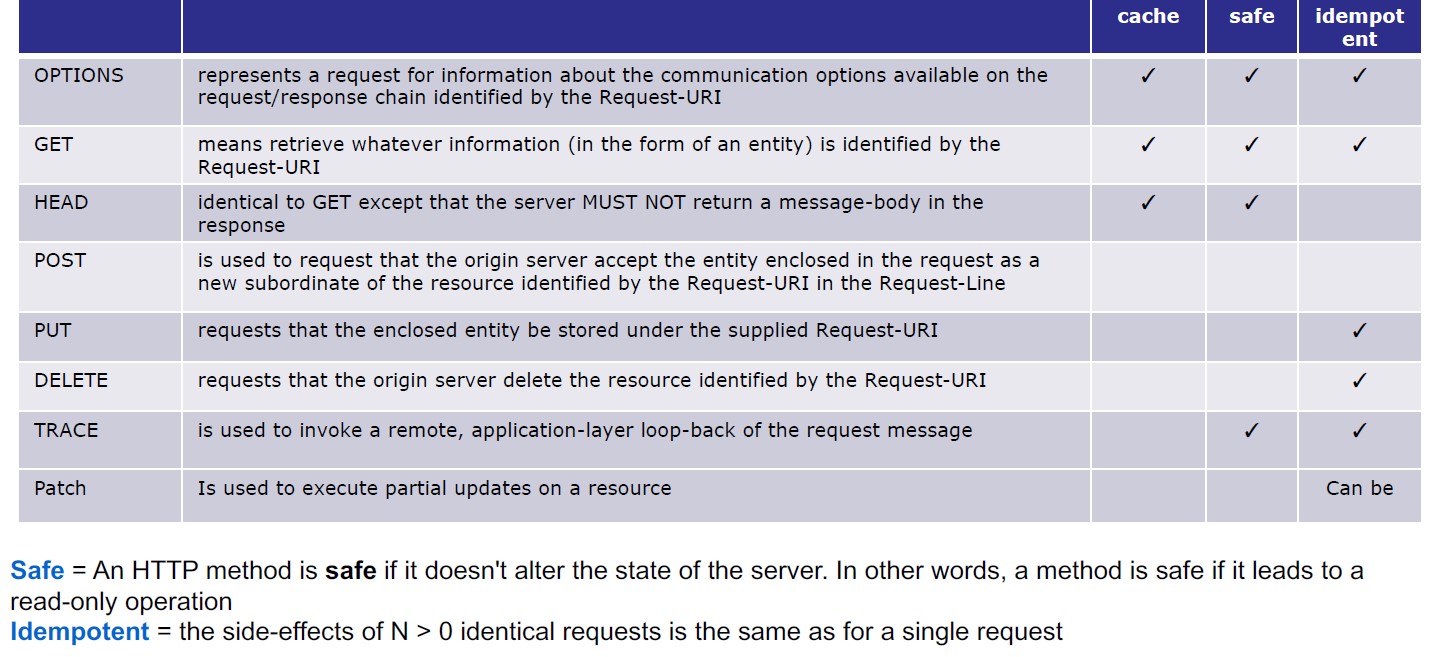 cache safe idempot
ent
OPTIONS represents a request for information about the communication options available on the ✓ ✓ ✓
request/response chain identified by the Request-URI
GET means retrieve whatever information (in the form of an entity) is identified by the ✓ ✓ ✓
Request-URI
HEAD identical to GET except that the server MUST NOT return a message-body in the ✓ ✓
response
POST is used to request that the origin server accept the entity enclosed in the request as a
new subordinate of the resource identified by the Request-URI in the Request-Line
PUT requests that the enclosed entity be stored under the supplied Request-URI ✓
DELETE requests that the origin server delete the resource identified by the Request-URI ✓
TRACE is used to invoke a remote, application-layer loop-back of the request message ✓ ✓
Patch Is used to execute partial updates on a resource Can be
Safe = An HTTP method is safe if it doesn't alter the state of the server. In other words, a method is safe if it leads to a
read-only operation
Idempotent = the side-effects of N > 0 identical requests is the same as for a single request